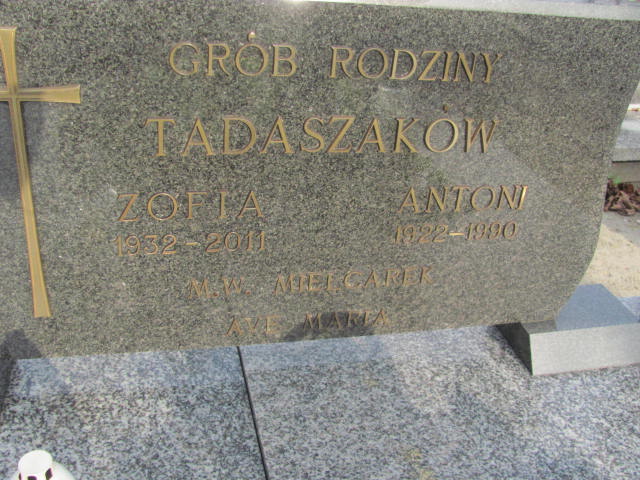 GRÓB RODZINY
TADASZAKÓW
ZOFIA ANTONI
1932-2011 1922-1990
M.W. MIELCAREK
AVE MARIA